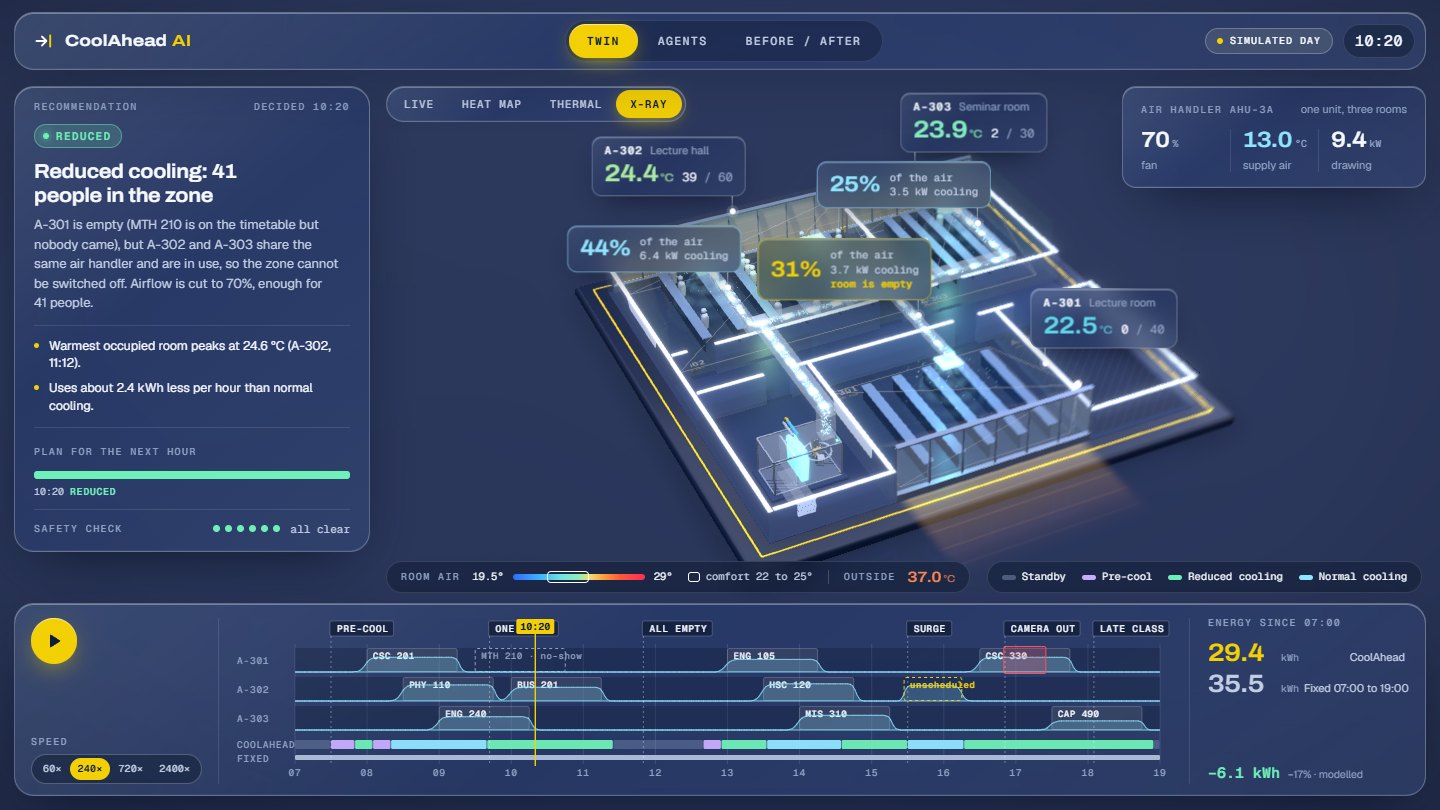 CoolAhead AI
TWIN
AGENTS
BEFORE / AFTER
SIMULATED DAY
10:20
RECOMMENDATION
DECIDED 10:20
REDUCED
Reduced cooling: 41
people in the zone
A-301 is empty (MTH 210 is on the timetable but
nobody came), but A-302 and A-303 share the
same air handler and are in use, so the zone cannot
be switched off. Airflow is cut to 70%, enough for
41 people.
Warmest occupied room peaks at 24.6 °C (A-302,
11:12).
Uses about 2.4 kWh less per hour than normal
cooling.
PLAN FOR THE NEXT HOUR
10:20 REDUCED
SAFETY CHECK
all clear
LIVE
HEAT MAP
THERMAL
X-RAY
A-302 Lecture hall
24.4°C 39 / 60
A-303 Seminar room
23.9°C 2 / 30
25% of the air
3.5 kW cooling
44% of the air
6.4 kW cooling
31% of the air
3.7 kW cooling
room is empty
A-301 Lecture room
22.5°C 0 / 40
AIR HANDLER AHU-3A
one unit, three rooms
70% 13.0°C 9.4kW
fan supply air drawing
ROOM AIR 19.5° 29° comfort 22 to 25° OUTSIDE 37.0°C
Standby Pre-cool Reduced cooling Normal cooling
SPEED
60× 240× 720× 2400×
PRE-COOL ONE 10:20 ALL EMPTY SURGE CAMERA OUT LATE CLASS
A-301 CSC 201 MTH 210 · no-show ENG 105 CSC 330
A-302 PHY 110 BUS 201 HSC 120 unscheduled
A-303 ENG 240 MIS 310 CAP 490
COOLAHEAD
FIXED
07 08 09 10 11 12 13 14 15 16 17 18 19
ENERGY SINCE 07:00
29.4 kWh CoolAhead
35.5 kWh Fixed 07:00 to 19:00
−6.1 kWh −17% · modelled